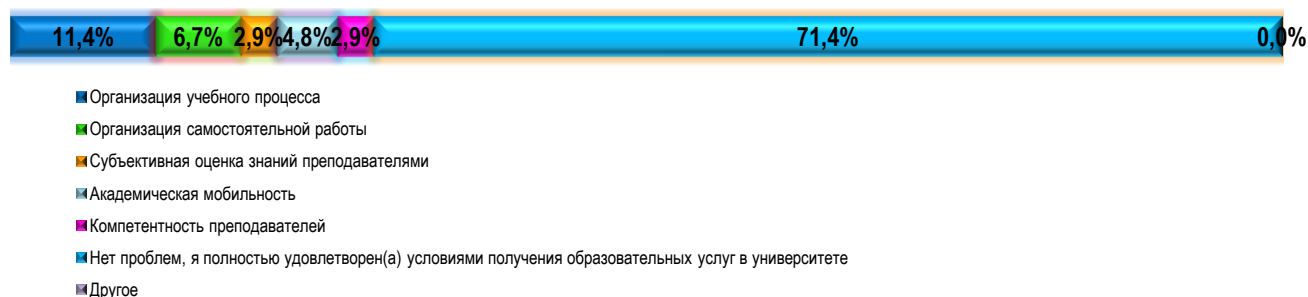 11,4% 6,7% 2,9% 4,8% 2,9% 71,4% 0,0%
Организация учебного процесса
Организация самостоятельной работы
Субъективная оценка знаний преподавателями
Академическая мобильность
Компетентность преподавателей
Нет проблем, я полностью удовлетворен(а) условиями получения образовательных услуг в университете
Другое